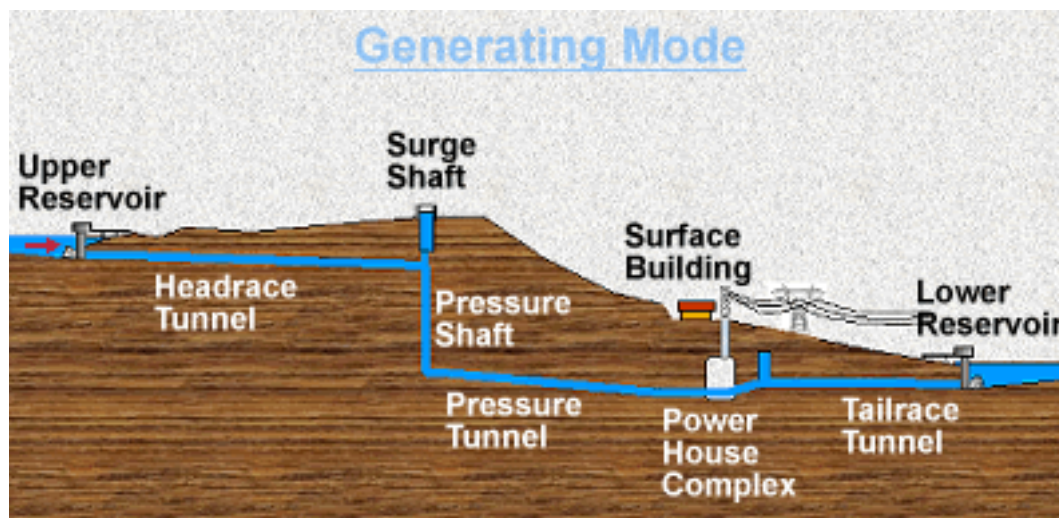 Generating Mode
Upper
Reservoir
Surge
Shaft
Headrace
Tunnel
Pressure
Shaft
Surface
Building
Lower
Reservoir
Pressure
Tunnel
Power
House
Complex
Tailrace
Tunnel